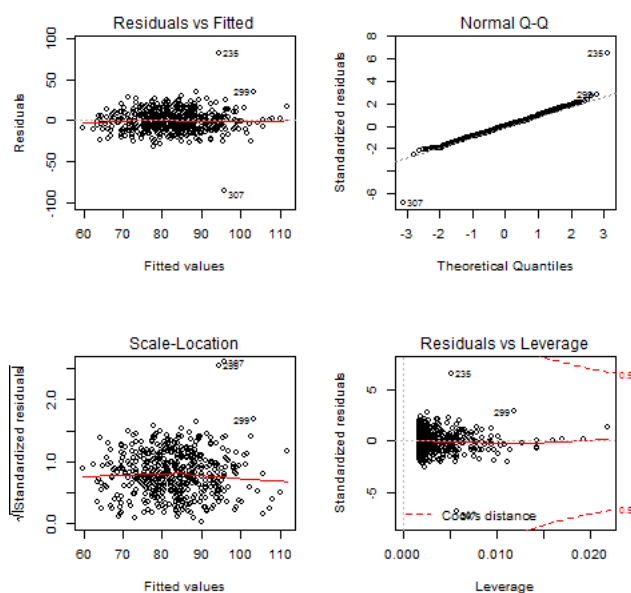 Residuals vs Fitted
Residuals
100
50
0
-50
-100
235
299
307
60 70 80 90 100 110
Fitted values
Normal Q-Q
Standardized residuals
8
6
4
2
0
-2
-6
235
299
307
-3 -2 -1 0 1 2 3
Theoretical Quantiles
Scale-Location
√|Standardized residuals|
2.0
1.0
0.0
299
60 70 80 90 100 110
Fitted values
Residuals vs Leverage
Standardized residuals
5
0
-5
235
299
0.5
0.5
Cook's distance
0.000 0.010 0.020
Leverage